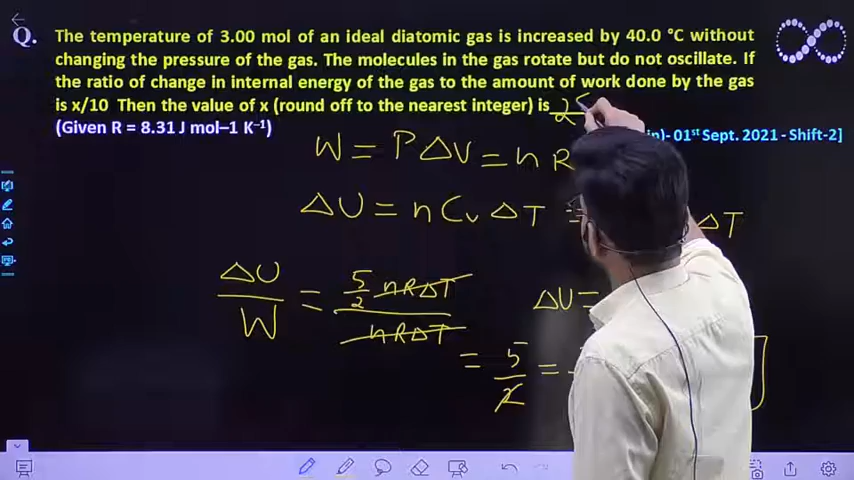 Q. The temperature of 3.00 mol of an ideal diatomic gas is increased by 40.0 °C without
changing the pressure of the gas. The molecules in the gas rotate but do not oscillate. If
the ratio of change in internal energy of the gas to the amount of work done by the gas
is x/10 Then the value of x (round off to the nearest integer) is 25
(Given R = 8.31 J mol–1 K⁻¹)
- 01ˢᵗ Sept. 2021 - Shift-2]
W = PΔV = n R
ΔU = n Cv ΔT = ΔT
ΔU/W = 5/2 nRΔT / nRΔT
ΔU =
= 5/2 =